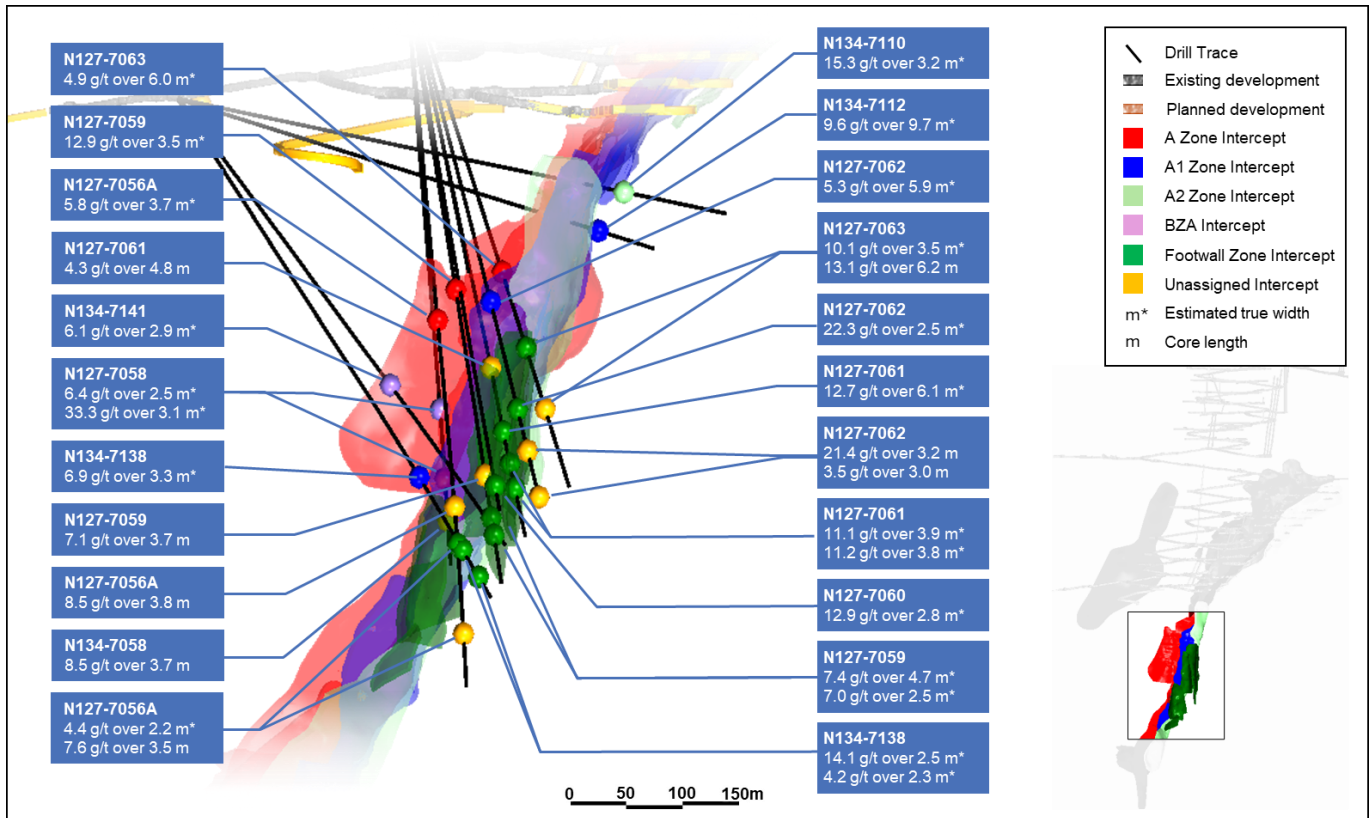 N127-7063
4.9 g/t over 6.0 m*
N127-7059
12.9 g/t over 3.5 m*
N127-7056A
5.8 g/t over 3.7 m*
N127-7061
4.3 g/t over 4.8 m
N134-7141
6.1 g/t over 2.9 m*
N127-7058
6.4 g/t over 2.5 m*
33.3 g/t over 3.1 m*
N134-7138
6.9 g/t over 3.3 m*
N127-7059
7.1 g/t over 3.7 m
N127-7056A
8.5 g/t over 3.8 m
N134-7058
8.5 g/t over 3.7 m
N127-7056A
4.4 g/t over 2.2 m*
7.6 g/t over 3.5 m
N134-7110
15.3 g/t over 3.2 m*
N134-7112
9.6 g/t over 9.7 m*
N127-7062
5.3 g/t over 5.9 m*
N127-7063
10.1 g/t over 3.5 m*
13.1 g/t over 6.2 m
N127-7062
22.3 g/t over 2.5 m*
N127-7061
12.7 g/t over 6.1 m*
N127-7062
21.4 g/t over 3.2 m
3.5 g/t over 3.0 m
N127-7061
11.1 g/t over 3.9 m*
11.2 g/t over 3.8 m*
N127-7060
12.9 g/t over 2.8 m*
N127-7059
7.4 g/t over 4.7 m*
7.0 g/t over 2.5 m*
N134-7138
14.1 g/t over 2.5 m*
4.2 g/t over 2.3 m*
0 50 100 150m
Drill Trace
Existing development
Planned development
A Zone Intercept
A1 Zone Intercept
A2 Zone Intercept
BZA Intercept
Footwall Zone Intercept
Unassigned Intercept
m* Estimated true width
m Core length